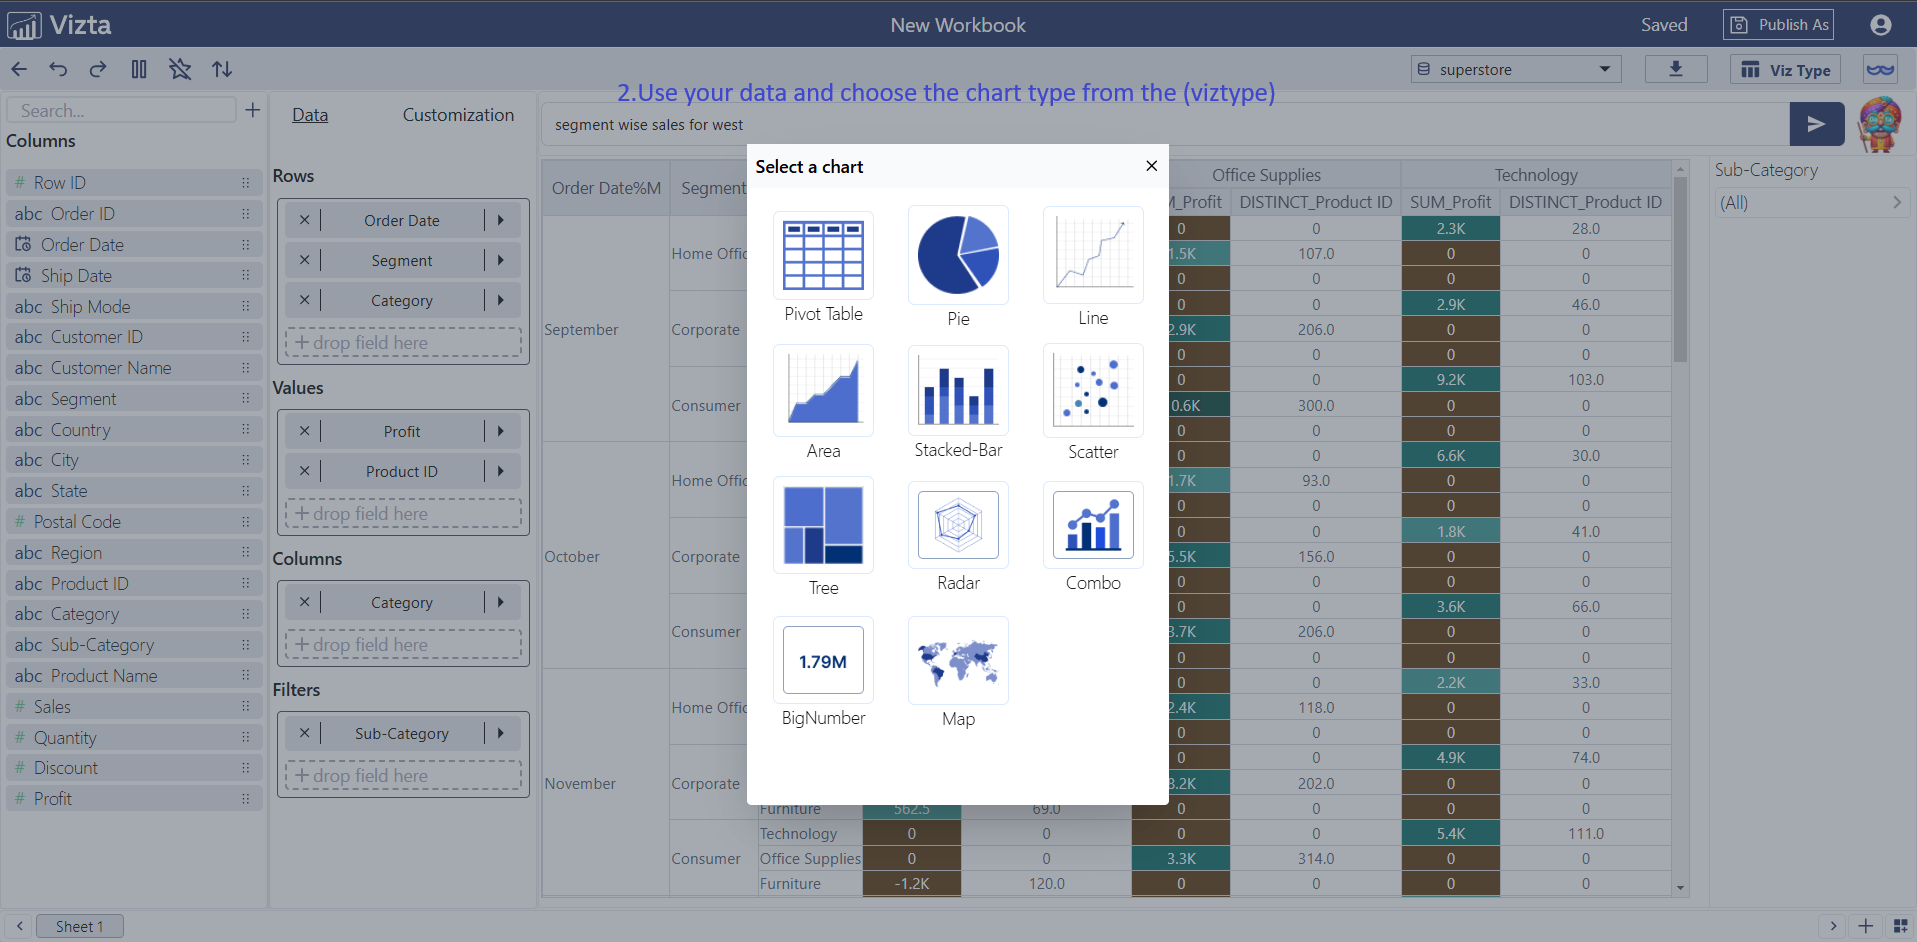 Vizta
New Workbook
Saved
Publish As
superstore
Viz Type
2.Use your data and choose the chart type from the (viztype)
Search...
Data
Customization
segment wise sales for west
Columns
# Row ID
abc Order ID
Order Date
Ship Date
abc Ship Mode
abc Customer ID
abc Customer Name
abc Segment
abc Country
abc City
abc State
# Postal Code
abc Region
abc Product ID
abc Category
abc Sub-Category
abc Product Name
# Sales
# Quantity
# Discount
# Profit
Rows
Order Date
Segment
Category
+ drop field here
Values
Profit
Product ID
+ drop field here
Columns
Category
+ drop field here
Filters
Sub-Category
+ drop field here
Select a chart
Pivot Table
Pie
Line
Area
Stacked-Bar
Scatter
Tree
Radar
Combo
1.79M
BigNumber
Map
Office Supplies Technology
Order Date%M Segment M_Profit DISTINCT_Product ID SUM_Profit DISTINCT_Product ID
0 0 2.3K 28.0
Home Offic 1.5K 107.0 0 0
0 0 0 0
0 0 2.9K 46.0
September Corporate 2.9K 206.0 0 0
0 0 0 0
0 0 9.2K 103.0
Consumer 0.6K 300.0 0 0
0 0 0 0
0 0 6.6K 30.0
Home Offic 1.7K 93.0 0 0
0 0 0 0
0 0 1.8K 41.0
October Corporate 5.5K 156.0 0 0
0 0 0 0
0 0 3.6K 66.0
Consumer 3.7K 206.0 0 0
0 0 0 0
0 0 2.2K 33.0
Home Offic 2.4K 118.0 0 0
0 0 0 0
0 0 4.9K 74.0
November Corporate 3.2K 202.0 0 0
Furniture 562.5 69.0 0 0 0 0
Technology 0 0 0 0 5.4K 111.0
Consumer Office Supplies 0 0 3.3K 314.0 0 0
Furniture -1.2K 120.0 0 0 0 0
Sub-Category
(All)
Sheet 1